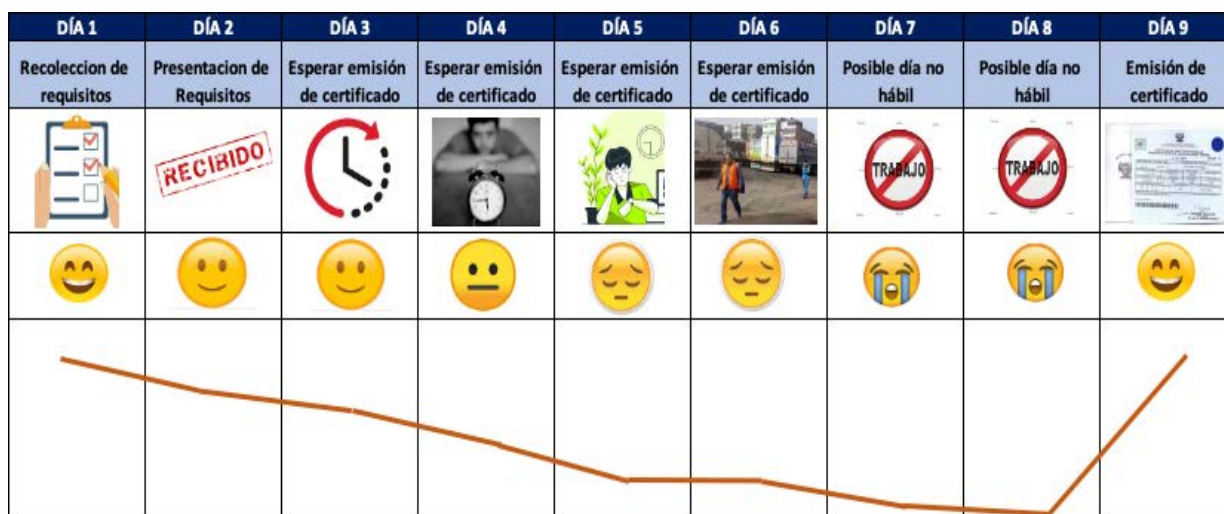 DÍA 1
DÍA 2
DÍA 3
DÍA 4
DÍA 5
DÍA 6
DÍA 7
DÍA 8
DÍA 9
Recoleccion de
requisitos
Presentacion de
Requisitos
Esperar emisión
de certificado
Esperar emisión
de certificado
Esperar emisión
de certificado
Esperar emisión
de certificado
Posible día no
hábil
Posible día no
hábil
Emisión de
certificado
RECIBIDO
TRABAJO
TRABAJO